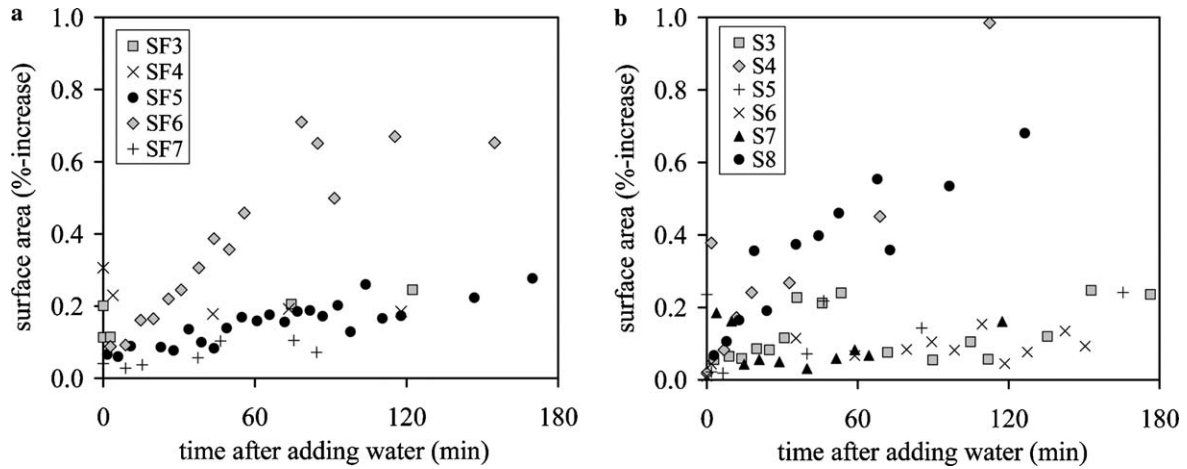 a
surface area (%-increase)
1.0
0.8
0.6
0.4
0.2
0.0
SF3
SF4
SF5
SF6
SF7
0
60
120
180
time after adding water (min)
b
surface area (%-increase)
1.0
0.8
0.6
0.4
0.2
0.0
S3
S4
S5
S6
S7
S8
0
60
120
180
time after adding water (min)